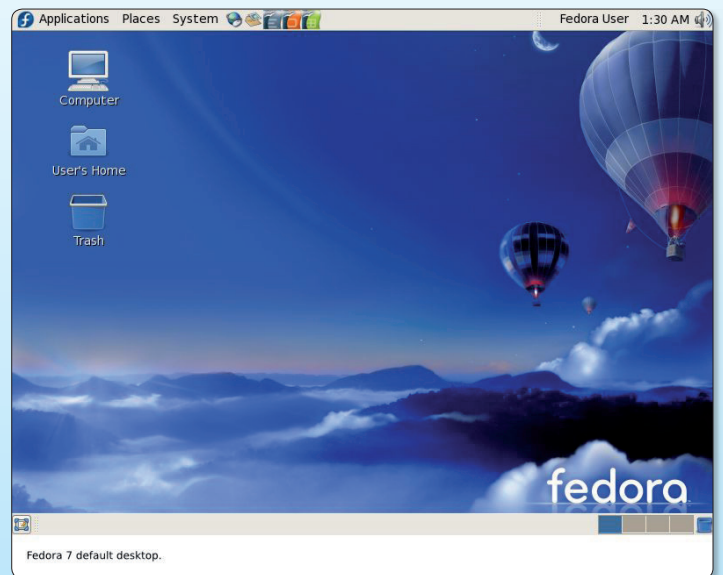 Applications Places System Fedora User 1:30 AM
Computer
User's Home
Trash
fedora
Fedora 7 default desktop.